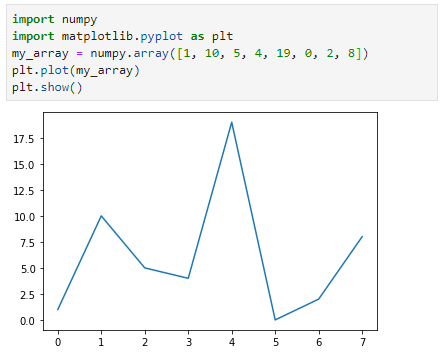 import numpy
import matplotlib.pyplot as plt
my_array = numpy.array([1, 10, 5, 4, 19, 0, 2, 8])
plt.plot(my_array)
plt.show()
17.5
15.0
12.5
10.0
7.5
5.0
2.5
0.0
0 1 2 3 4 5 6 7